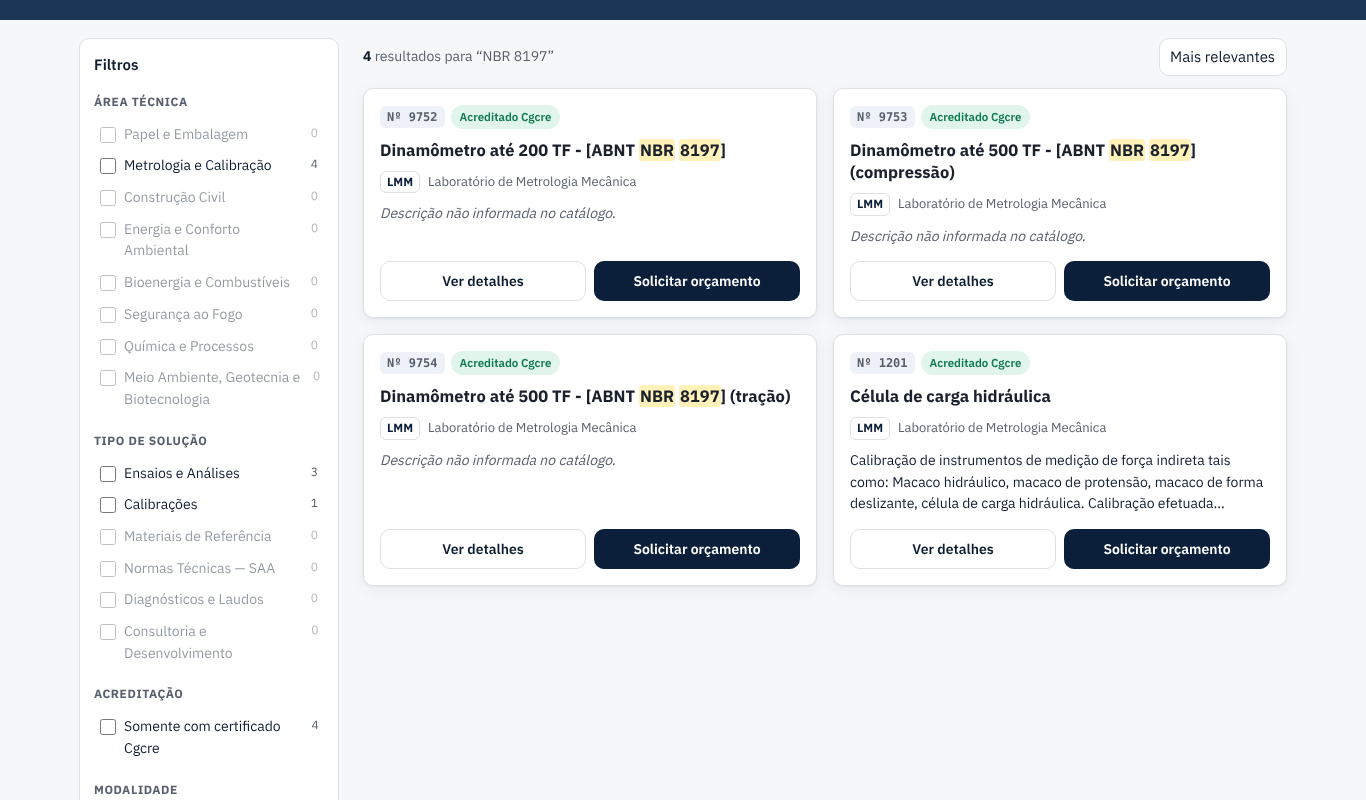 Filtros
ÁREA TÉCNICA
Papel e Embalagem 0
Metrologia e Calibração 4
Construção Civil 0
Energia e Conforto 0
Ambiental
Bioenergia e Combustíveis 0
Segurança ao Fogo 0
Química e Processos 0
Meio Ambiente, Geotecnia e 0
Biotecnologia
TIPO DE SOLUÇÃO
Ensaios e Análises 3
Calibrações 1
Materiais de Referência 0
Normas Técnicas — SAA 0
Diagnósticos e Laudos 0
Consultoria e 0
Desenvolvimento
ACREDITAÇÃO
Somente com certificado 4
Cgcre
MODALIDADE
4 resultados para “NBR 8197”
Mais relevantes
Nº 9752 Acreditado Cgcre
Dinamômetro até 200 TF - [ABNT NBR 8197]
LMM Laboratório de Metrologia Mecânica
Descrição não informada no catálogo.
Ver detalhes Solicitar orçamento
Nº 9753 Acreditado Cgcre
Dinamômetro até 500 TF - [ABNT NBR 8197]
(compressão)
LMM Laboratório de Metrologia Mecânica
Descrição não informada no catálogo.
Ver detalhes Solicitar orçamento
Nº 9754 Acreditado Cgcre
Dinamômetro até 500 TF - [ABNT NBR 8197] (tração)
LMM Laboratório de Metrologia Mecânica
Descrição não informada no catálogo.
Ver detalhes Solicitar orçamento
Nº 1201 Acreditado Cgcre
Célula de carga hidráulica
LMM Laboratório de Metrologia Mecânica
Calibração de instrumentos de medição de força indireta tais
como: Macaco hidráulico, macaco de protensão, macaco de forma
deslizante, célula de carga hidráulica. Calibração efetuada...
Ver detalhes Solicitar orçamento